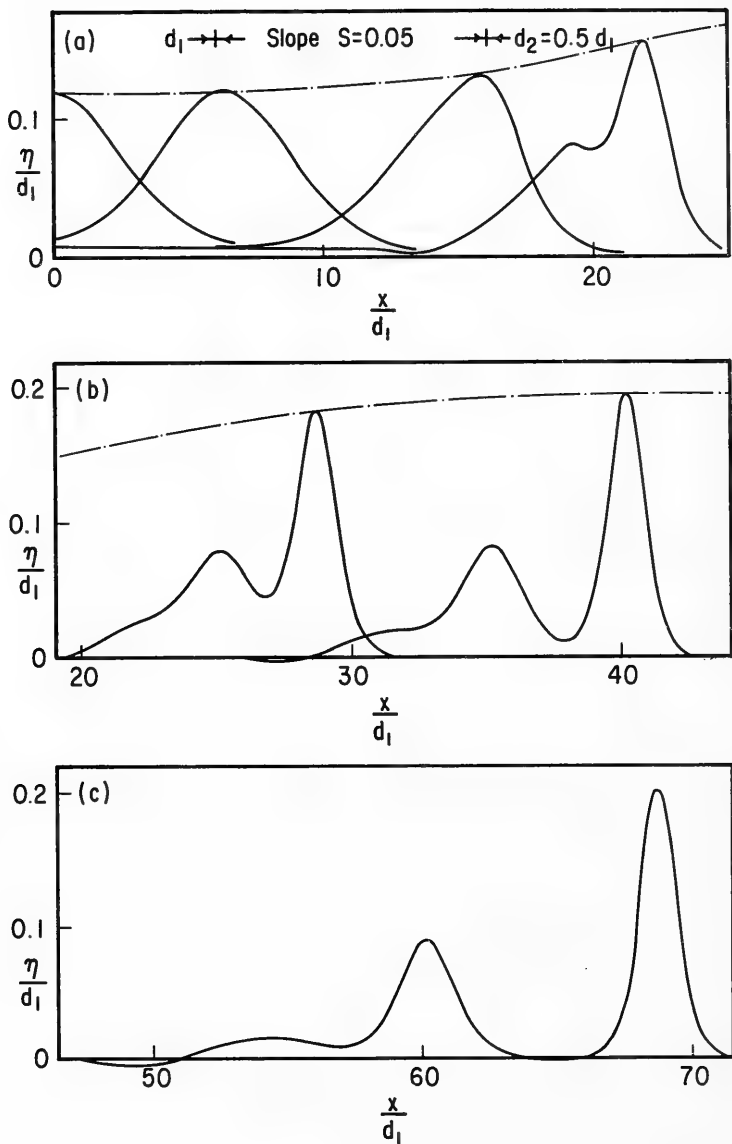 (a) d₁ Slope S=0.05 d₂=0.5 d₁
0.1
η
d₁
0
0 10 20
x
d₁
(b)
0.2
0.1
η
d₁
0
20 30 40
x
d₁
(c)
0.2
0.1
η
d₁
0
50 60 70
x
d₁